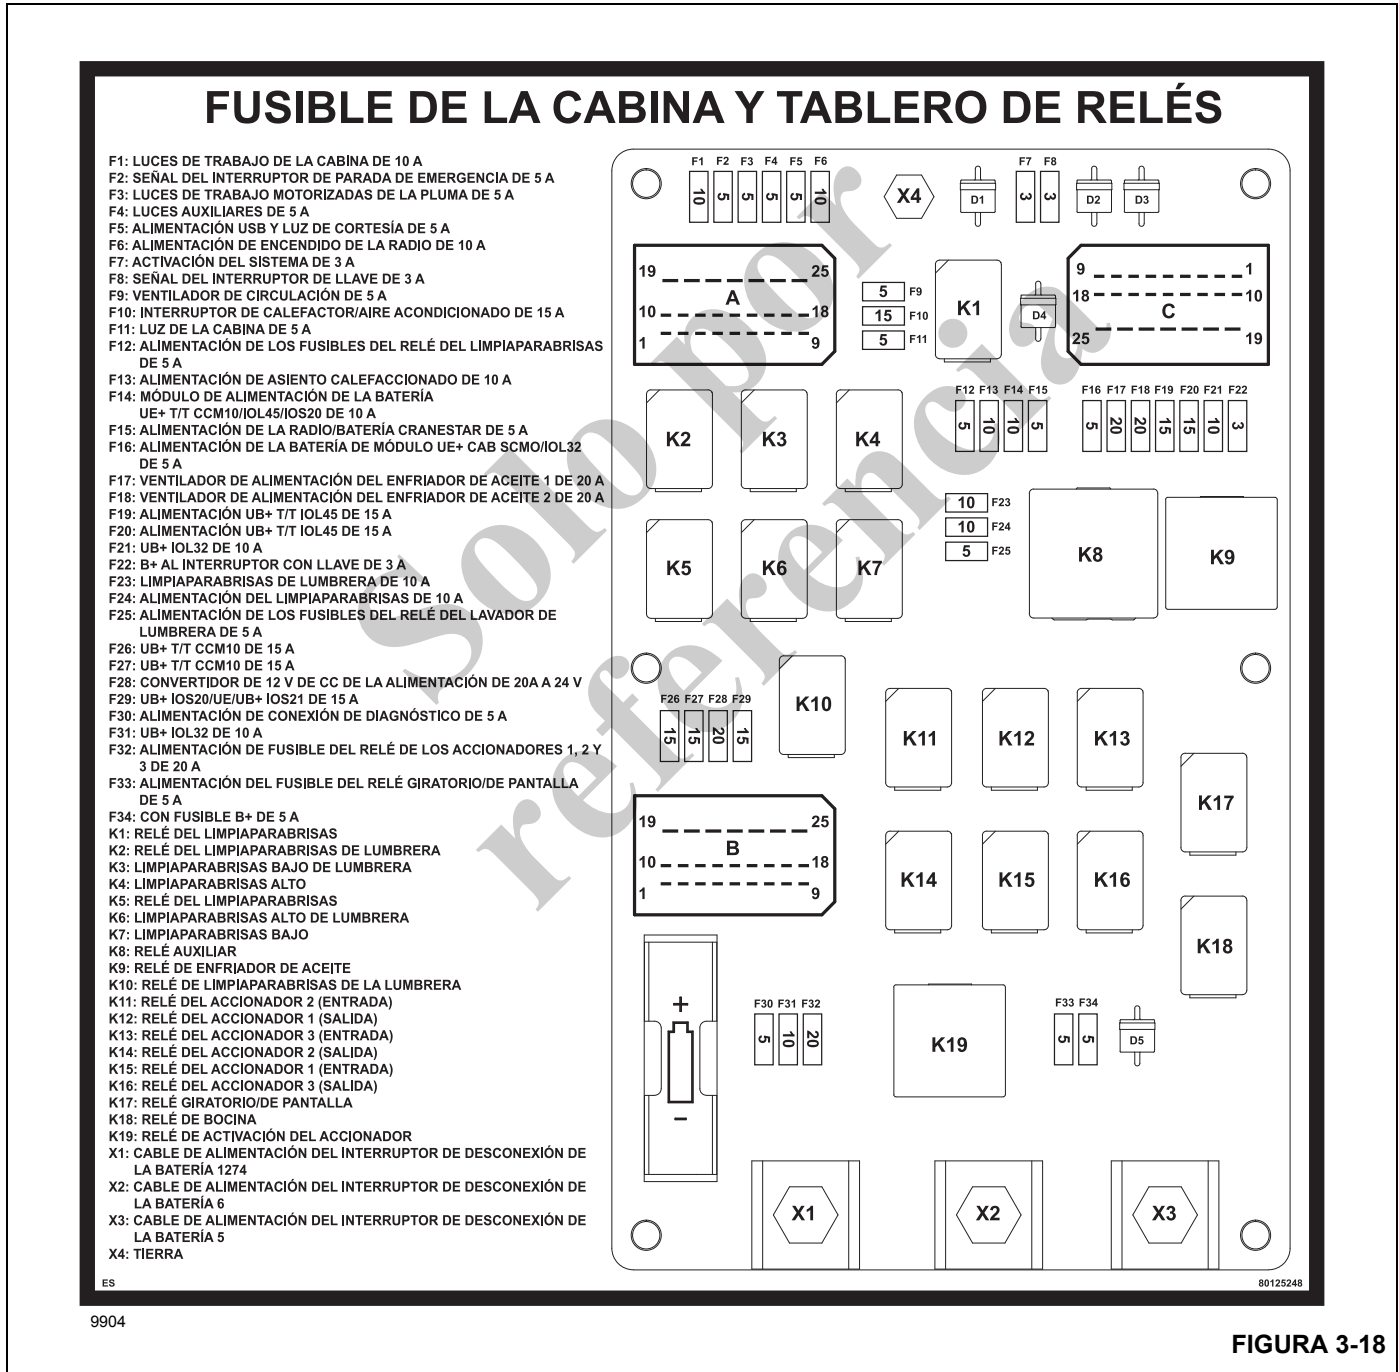 FUSIBLE DE LA CABINA Y TABLERO DE RELÉS
F1: LUCES DE TRABAJO DE LA CABINA DE 10 A
F2: SEÑAL DEL INTERRUPTOR DE PARADA DE EMERGENCIA DE 5 A
F3: LUCES DE TRABAJO MOTORIZADAS DE LA PLUMA DE 5 A
F4: LUCES AUXILIARES DE 5 A
F5: ALIMENTACIÓN USB Y LUZ DE CORTESÍA DE 5 A
F6: ALIMENTACIÓN DE ENCENDIDO DE LA RADIO DE 10 A
F7: ACTIVACIÓN DEL SISTEMA DE 3 A
F8: SEÑAL DEL INTERRUPTOR DE LLAVE DE 3 A
F9: VENTILADOR DE CIRCULACIÓN DE 5 A
F10: INTERRUPTOR DE CALEFACTOR/AIRE ACONDICIONADO DE 15 A
F11: LUZ DE LA CABINA DE 5 A
F12: ALIMENTACIÓN DE LOS FUSIBLES DEL RELÉ DEL LIMPIAPARABRISAS
DE 5 A
F13: ALIMENTACIÓN DE ASIENTO CALEFACCIONADO DE 10 A
F14: MÓDULO DE ALIMENTACIÓN DE LA BATERÍA
UE+ T/T CCM10/IOL45/IOS20 DE 10 A
F15: ALIMENTACIÓN DE LA RADIO/BATERÍA CRANESTAR DE 5 A
F16: ALIMENTACIÓN DE LA BATERÍA DE MÓDULO UE+ CAB SCMO/IOL32
DE 5 A
F17: VENTILADOR DE ALIMENTACIÓN DEL ENFRIADOR DE ACEITE 1 DE 20 A
F18: VENTILADOR DE ALIMENTACIÓN DEL ENFRIADOR DE ACEITE 2 DE 20 A
F19: ALIMENTACIÓN UB+ T/T IOL45 DE 15 A
F20: ALIMENTACIÓN UB+ T/T IOL45 DE 15 A
F21: UB+ IOL32 DE 10 A
F22: B+ AL INTERRUPTOR CON LLAVE DE 3 A
F23: LIMPIAPARABRISAS DE LUMBRERA DE 10 A
F24: ALIMENTACIÓN DEL LIMPIAPARABRISAS DE 10 A
F25: ALIMENTACIÓN DE LOS FUSIBLES DEL RELÉ DEL LAVADOR DE
LUMBRERA DE 5 A
F26: UB+ T/T CCM10 DE 15 A
F27: UB+ T/T CCM10 DE 15 A
F28: CONVERTIDOR DE 12 V DE CC DE LA ALIMENTACIÓN DE 20A A 24 V
F29: UB+ IOS20/UE/UB+ IOS21 DE 15 A
F30: ALIMENTACIÓN DE CONEXIÓN DE DIAGNÓSTICO DE 5 A
F31: UB+ IOL32 DE 10 A
F32: ALIMENTACIÓN DE FUSIBLE DEL RELÉ DE LOS ACCIONADORES 1, 2 Y
3 DE 20 A
F33: ALIMENTACIÓN DEL FUSIBLE DEL RELÉ GIRATORIO/DE PANTALLA
DE 5 A
F34: CON FUSIBLE B+ DE 5 A
K1: RELÉ DEL LIMPIAPARABRISAS
K2: RELÉ DEL LIMPIAPARABRISAS DE LUMBRERA
K3: LIMPIAPARABRISAS BAJO DE LUMBRERA
K4: LIMPIAPARABRISAS ALTO
K5: RELÉ DEL LIMPIAPARABRISAS
K6: LIMPIAPARABRISAS ALTO DE LUMBRERA
K7: LIMPIAPARABRISAS BAJO
K8: RELÉ AUXILIAR
K9: RELÉ DE ENFRIADOR DE ACEITE
K10: RELÉ DE LIMPIAPARABRISAS DE LA LUMBRERA
K11: RELÉ DEL ACCIONADOR 2 (ENTRADA)
K12: RELÉ DEL ACCIONADOR 1 (SALIDA)
K13: RELÉ DEL ACCIONADOR 3 (ENTRADA)
K14: RELÉ DEL ACCIONADOR 2 (SALIDA)
K15: RELÉ DEL ACCIONADOR 1 (ENTRADA)
K16: RELÉ DEL ACCIONADOR 3 (SALIDA)
K17: RELÉ GIRATORIO/DE PANTALLA
K18: RELÉ DE BOCINA
K19: RELÉ DE ACTIVACIÓN DEL ACCIONADOR
X1: CABLE DE ALIMENTACIÓN DEL INTERRUPTOR DE DESCONEXIÓN DE
LA BATERÍA 1274
X2: CABLE DE ALIMENTACIÓN DEL INTERRUPTOR DE DESCONEXIÓN DE
LA BATERÍA 6
X3: CABLE DE ALIMENTACIÓN DEL INTERRUPTOR DE DESCONEXIÓN DE
LA BATERÍA 5
X4: TIERRA
ES
F1 F2 F3 F4 F5 F6
10 5 5 5 5 10
X4
D1
F7 F8
3 3
D2 D3
19 25
A
10 18
1 9
5 F9
15 F10
5 F11
K1
D4
9 1
18 10
C
25 19
K2 K3 K4
F12 F13 F14 F15
5 10 10 5
F16 F17 F18 F19 F20 F21 F22
5 20 20 15 15 10 3
K5 K6 K7
10 F23
10 F24
5 F25
K8 K9
F26 F27 F28 F29
15 15 20 15
K10
K11 K12 K13
K17
19 25
B
10 18
1 9
K14 K15 K16
K18
+
−
F30 F31 F32
5 10 20
K19
F33 F34
5 5
D5
X1 X2 X3
80125248
Solo por
referencia
9904
FIGURA 3-18